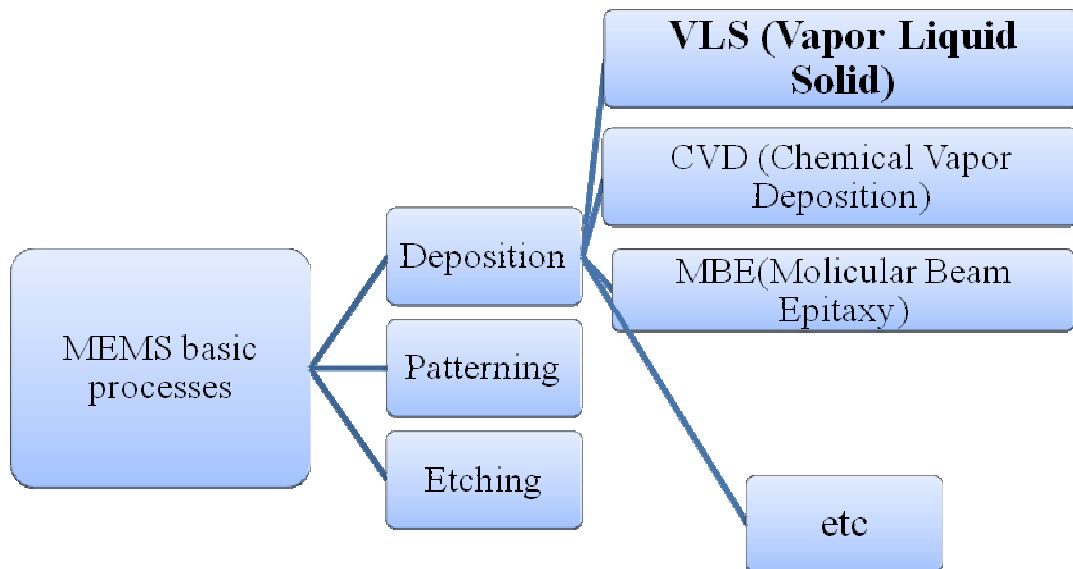 MEMS basic
processes
Deposition
Patterning
Etching
VLS (Vapor Liquid
Solid)
CVD (Chemical Vapor
Deposition)
MBE(Molicular Beam
Epitaxy)
etc